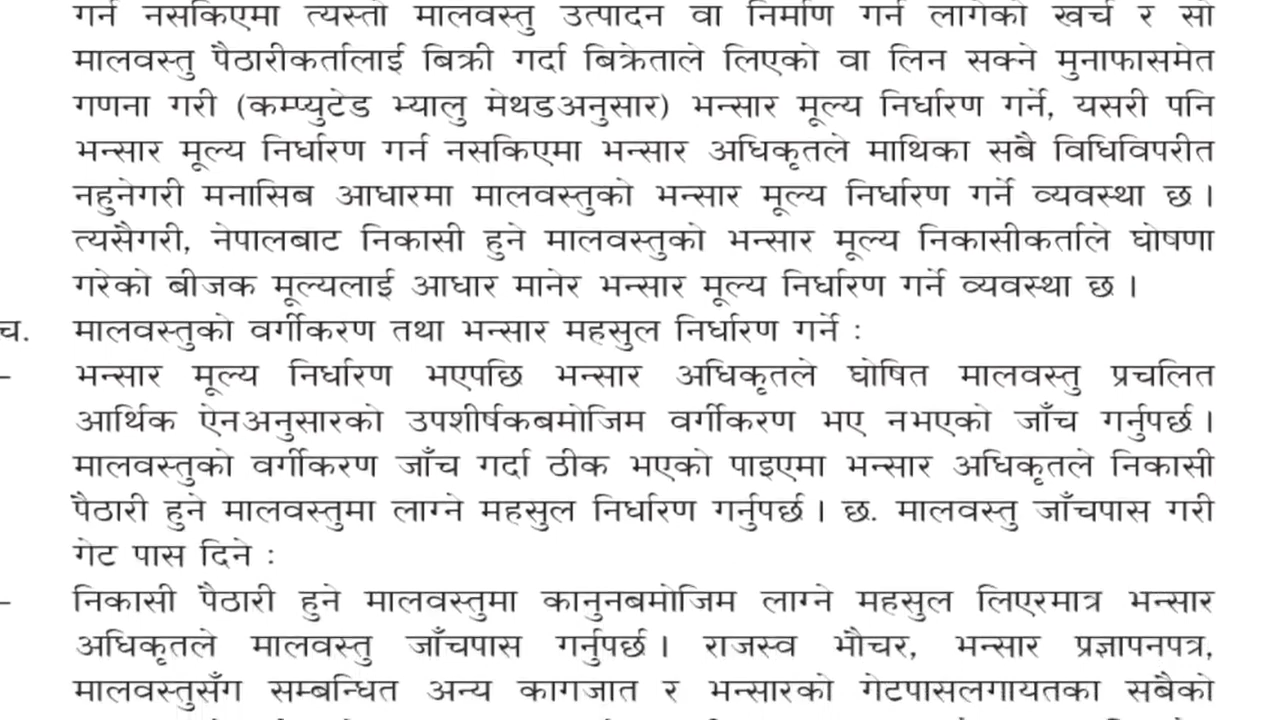 गर्न नसकिएमा त्यस्तो मालवस्तु उत्पादन वा निर्माण गर्न लागेको खर्च र सो
मालवस्तु पैठारीकर्तालाई बिक्री गर्दा बिक्रेताले लिएको वा लिन सक्ने मुनाफासमेत
गणना गरी (कम्प्युटेड भ्यालु मेथडअनुसार) भन्सार मूल्य निर्धारण गर्ने, यसरी पनि
भन्सार मूल्य निर्धारण गर्न नसकिएमा भन्सार अधिकृतले माथिका सबै विधिविपरीत
नहुनेगरी मनासिब आधारमा मालवस्तुको भन्सार मूल्य निर्धारण गर्ने व्यवस्था छ ।
त्यसैगरी, नेपालबाट निकासी हुने मालवस्तुको भन्सार मूल्य निकासीकर्ताले घोषणा
गरेको बीजक मूल्यलाई आधार मानेर भन्सार मूल्य निर्धारण गर्ने व्यवस्था छ ।
च. मालवस्तुको वर्गीकरण तथा भन्सार महसुल निर्धारण गर्ने :
– भन्सार मूल्य निर्धारण भएपछि भन्सार अधिकृतले घोषित मालवस्तु प्रचलित
आर्थिक ऐनअनुसारको उपशीर्षकबमोजिम वर्गीकरण भए नभएको जाँच गर्नुपर्छ ।
मालवस्तुको वर्गीकरण जाँच गर्दा ठीक भएको पाइएमा भन्सार अधिकृतले निकासी
पैठारी हुने मालवस्तुमा लाग्ने महसुल निर्धारण गर्नुपर्छ । छ. मालवस्तु जाँचपास गरी
गेट पास दिने :
– निकासी पैठारी हुने मालवस्तुमा कानुनबमोजिम लाग्ने महसुल लिएरमात्र भन्सार
अधिकृतले मालवस्तु जाँचपास गर्नुपर्छ । राजस्व भौचर, भन्सार प्रज्ञापनपत्र,
मालवस्तुसँग सम्बन्धित अन्य कागजात र भन्सारको गेटपासलगायतका सबैको